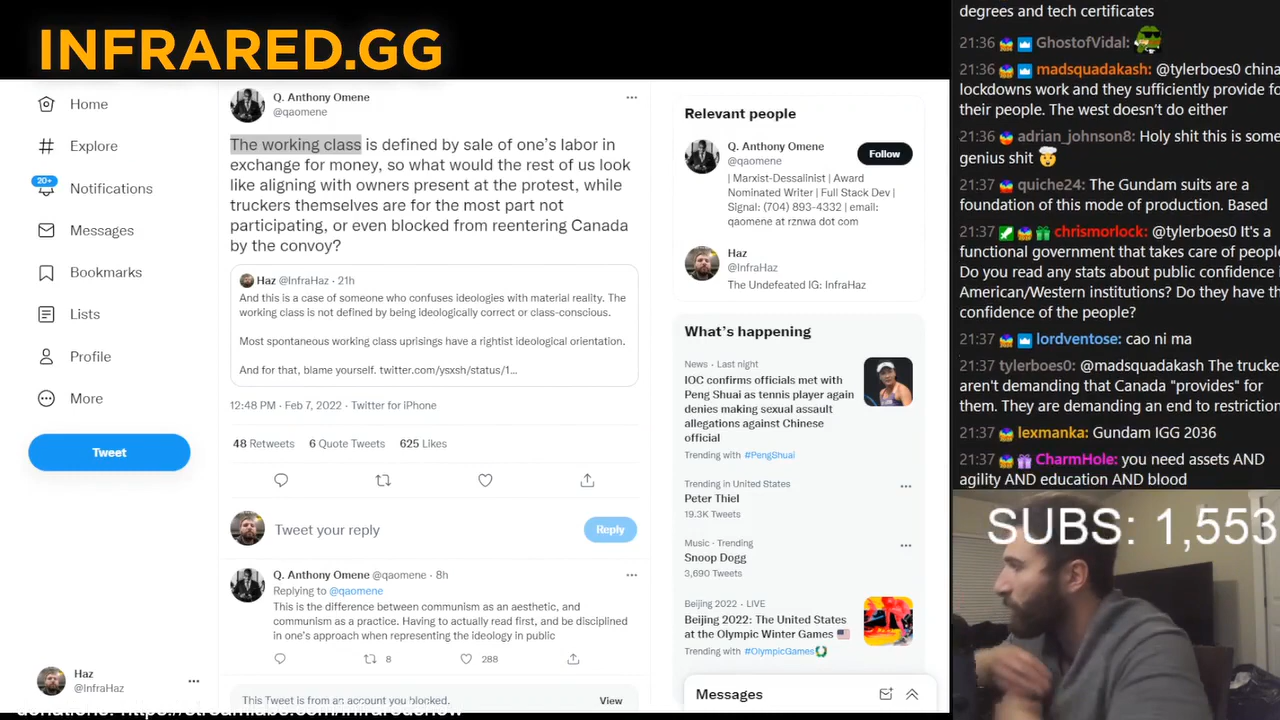 INFRARED.GG
Home
Explore
20+
Notifications
Messages
Bookmarks
Lists
Profile
More
Tweet
Haz
@InfraHaz
Q. Anthony Omene
@qaomene
The working class is defined by sale of one's labor in
exchange for money, so what would the rest of us look
like aligning with owners present at the protest, while
truckers themselves are for the most part not
participating, or even blocked from reentering Canada
by the convoy?
Haz @InfraHaz · 21h
And this is a case of someone who confuses ideologies with material reality. The
working class is not defined by being ideologically correct or class-conscious.
Most spontaneous working class uprisings have a rightist ideological orientation.
And for that, blame yourself. twitter.com/ysxsh/status/1...
12:48 PM · Feb 7, 2022 · Twitter for iPhone
48 Retweets 6 Quote Tweets 625 Likes
Tweet your reply
Reply
Q. Anthony Omene @qaomene · 8h
Replying to @qaomene
This is the difference between communism as an aesthetic, and
communism as a practice. Having to actually read first, and be disciplined
in one's approach when representing the ideology in public
8 288
This Tweet is from an account you blocked.
View
Relevant people
Q. Anthony Omene
@qaomene
Follow
| Marxist-Dessalinist | Award
Nominated Writer | Full Stack Dev |
Signal: (704) 893-4332 | email:
qaomene at rznwa dot com
Haz
@InfraHaz
The Undefeated IG: InfraHaz
What's happening
News · Last night
IOC confirms officials met with
Peng Shuai as tennis player again
denies making sexual assault
allegations against Chinese
official
Trending with #PengShuai
Trending in United States
Peter Thiel
19.3K Tweets
Music · Trending
Snoop Dogg
3,690 Tweets
Beijing 2022 · LIVE
Beijing 2022: The United States
at the Olympic Winter Games
Trending with #OlympicGames
Messages
degrees and tech certificates
21:36 GhostofVidal:
21:36 madsquadakash: @tylerboes0 china
lockdowns work and they sufficiently provide fo
their people. The west doesn't do either
21:36 adrian_johnson8: Holy shit this is some
genius shit
21:37 quiche24: The Gundam suits are a
foundation of this mode of production. Based
21:37 chrismorlock: @tylerboes0 It's a
functional government that takes care of people
Do you read any stats about public confidence
American/Western institutions? Do they have th
confidence of the people?
21:37 lordventose: cao ni ma
21:37 tylerboes0: @madsquadakash The trucke
aren't demanding that Canada "provides" for
them. They are demanding an end to restriction
21:37 lexmanka: Gundam IGG 2036
21:37 CharmHole: you need assets AND
agility AND education AND blood
SUBS: 1,553
donations: https://streamlabs.com/infraredshow